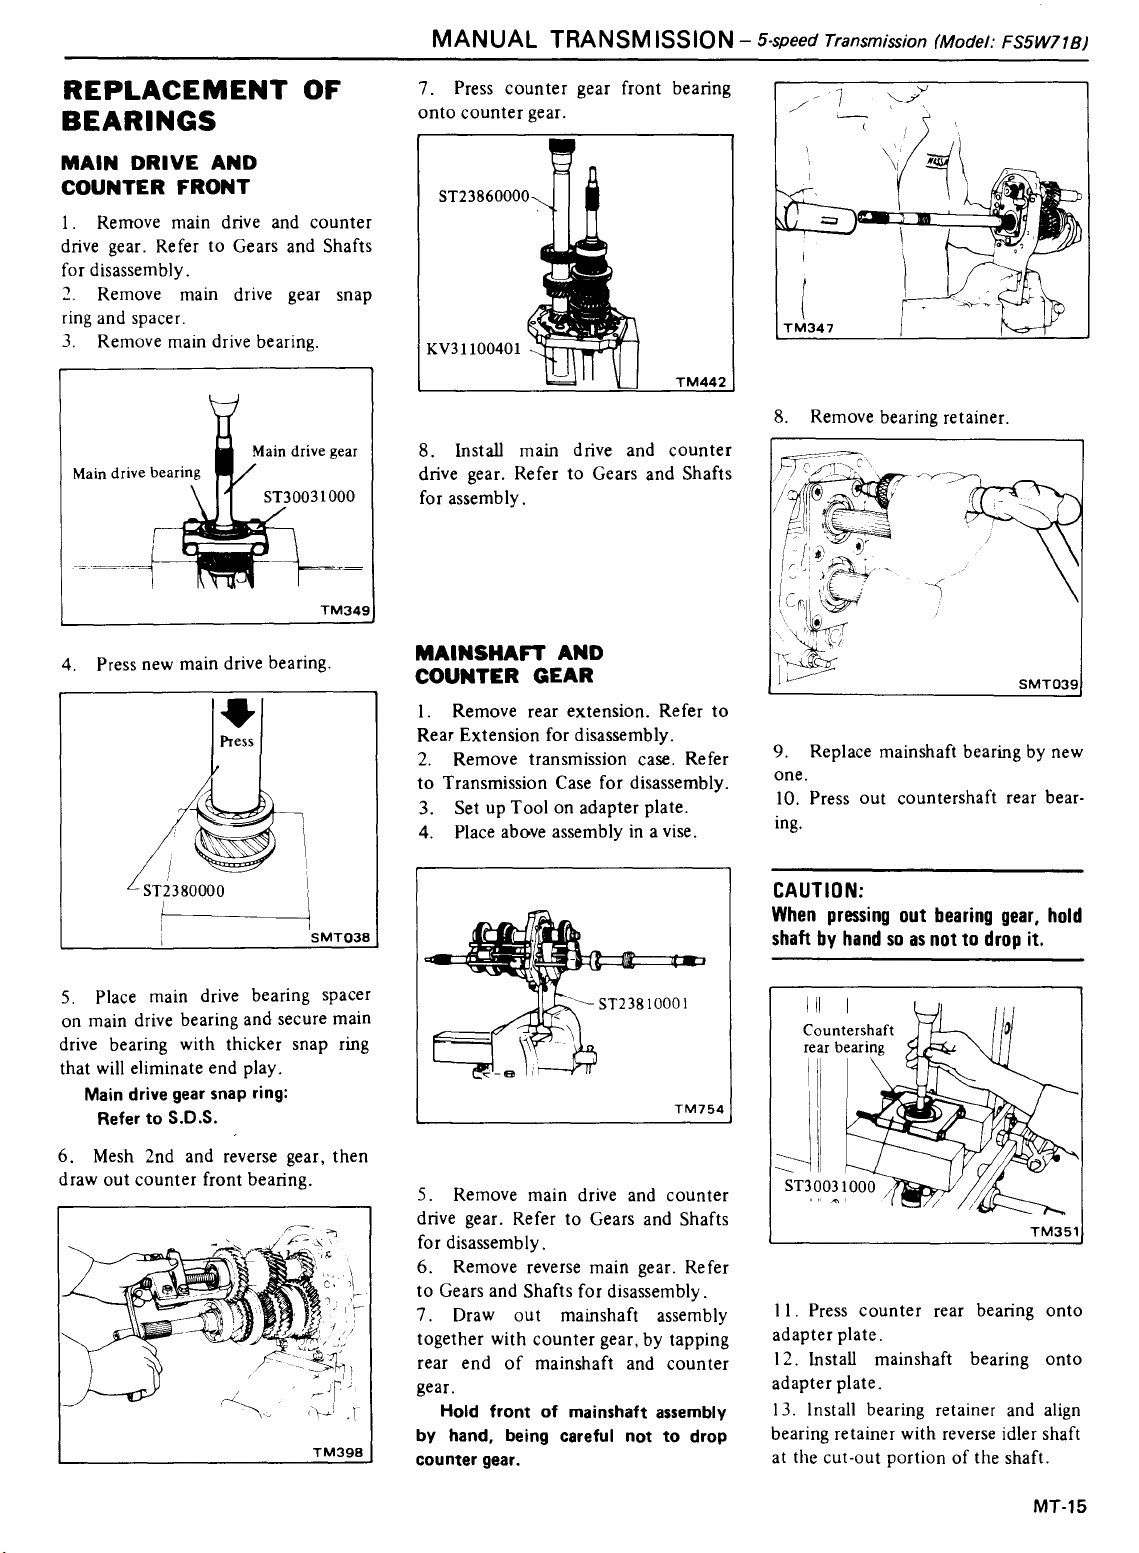 MANUAL TRANSMISSION – 5-speed Transmission (Model: FS5W71B)
REPLACEMENT OF
BEARINGS
MAIN DRIVE AND
COUNTER FRONT
1. Remove main drive and counter
drive gear. Refer to Gears and Shafts
for disassembly.
2. Remove main drive gear snap
ring and spacer.
3. Remove main drive bearing.
Main drive gear
Main drive bearing
ST30031000
TM349
4. Press new main drive bearing.
Press
ST2380000
SMT038
5. Place main drive bearing spacer
on main drive bearing and secure main
drive bearing with thicker snap ring
that will eliminate end play.
Main drive gear snap ring:
Refer to S.D.S.
6. Mesh 2nd and reverse gear, then
draw out counter front bearing.
TM398
7. Press counter gear front bearing
onto counter gear.
ST23860000
KV31100401
TM442
8. Install main drive and counter
drive gear. Refer to Gears and Shafts
for assembly.
MAINSHAFT AND
COUNTER GEAR
1. Remove rear extension. Refer to
Rear Extension for disassembly.
2. Remove transmission case. Refer
to Transmission Case for disassembly.
3. Set up Tool on adapter plate.
4. Place above assembly in a vise.
ST23810001
TM754
5. Remove main drive and counter
drive gear. Refer to Gears and Shafts
for disassembly.
6. Remove reverse main gear. Refer
to Gears and Shafts for disassembly.
7. Draw out mainshaft assembly
together with counter gear, by tapping
rear end of mainshaft and counter
gear.
Hold front of mainshaft assembly
by hand, being careful not to drop
counter gear.
TM347
8. Remove bearing retainer.
SMT039
9. Replace mainshaft bearing by new
one.
10. Press out countershaft rear bear-
ing.
CAUTION:
When pressing out bearing gear, hold
shaft by hand so as not to drop it.
Countershaft
rear bearing
ST30031000
TM351
11. Press counter rear bearing onto
adapter plate.
12. Install mainshaft bearing onto
adapter plate.
13. Install bearing retainer and align
bearing retainer with reverse idler shaft
at the cut-out portion of the shaft.
MT-15